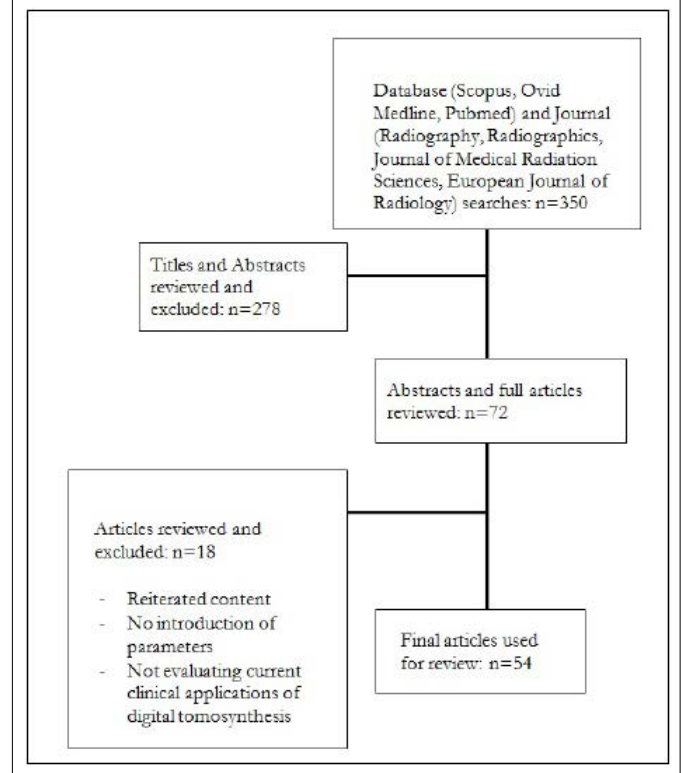 Database (Scopus, Ovid
Medline, Pubmed) and Journal
(Radiography, Radiographics,
Journal of Medical Radiation
Sciences, European Journal of
Radiology) searches: n=350
Titles and Abstracts
reviewed and
excluded: n=278
Abstracts and full articles
reviewed: n=72
Articles reviewed and
excluded: n=18
- Reiterated content
- No introduction of
parameters
- Not evaluating current
clinical applications of
digital tomosynthesis
Final articles used
for review: n=54